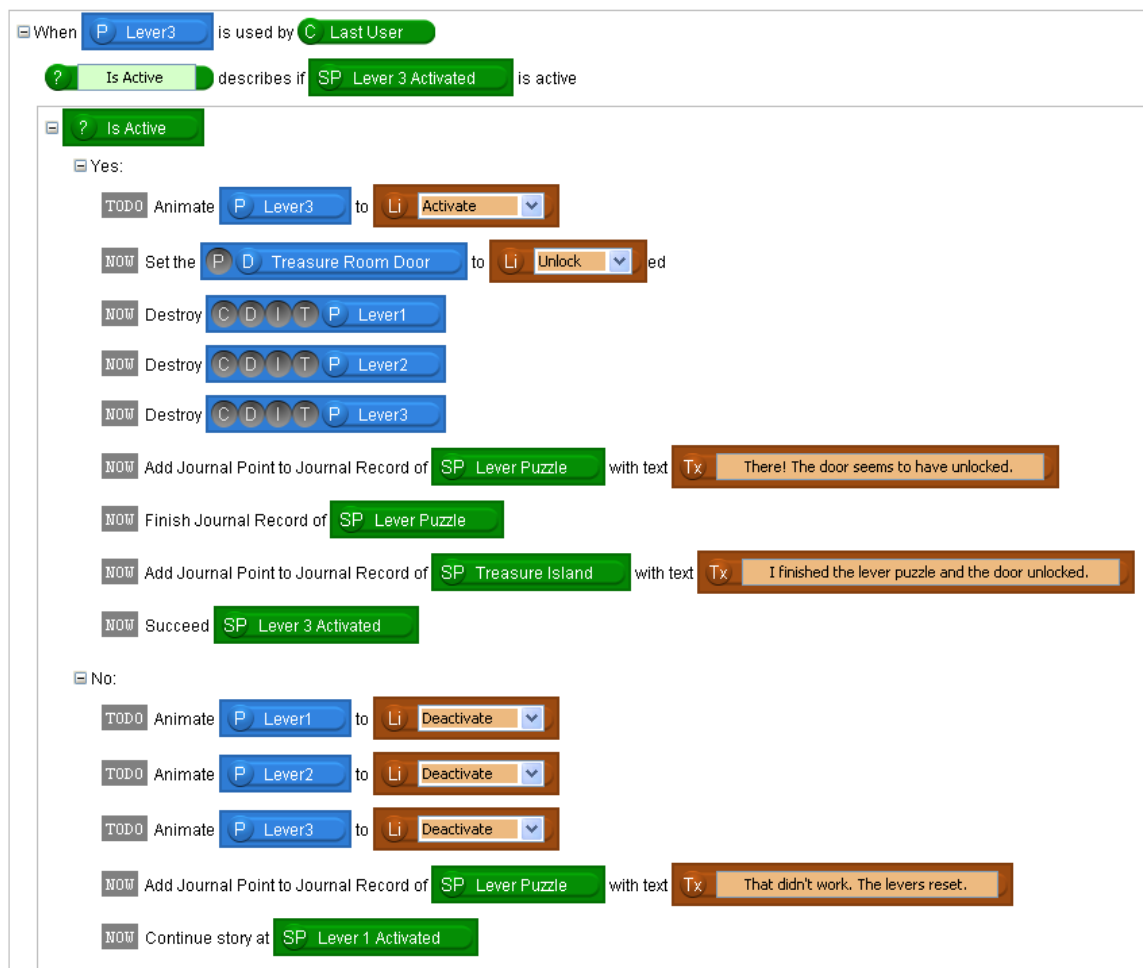 When P Lever3 is used by C Last User
? Is Active describes if SP Lever 3 Activated is active
? Is Active
Yes:
TODO Animate P Lever3 to Li Activate
NOW Set the P D Treasure Room Door to Li Unlock ed
NOW Destroy C D I T P Lever1
NOW Destroy C D I T P Lever2
NOW Destroy C D I T P Lever3
NOW Add Journal Point to Journal Record of SP Lever Puzzle with text Tx There! The door seems to have unlocked.
NOW Finish Journal Record of SP Lever Puzzle
NOW Add Journal Point to Journal Record of SP Treasure Island with text Tx I finished the lever puzzle and the door unlocked.
NOW Succeed SP Lever 3 Activated
No:
TODO Animate P Lever1 to Li Deactivate
TODO Animate P Lever2 to Li Deactivate
TODO Animate P Lever3 to Li Deactivate
NOW Add Journal Point to Journal Record of SP Lever Puzzle with text Tx That didn't work. The levers reset.
NOW Continue story at SP Lever 1 Activated